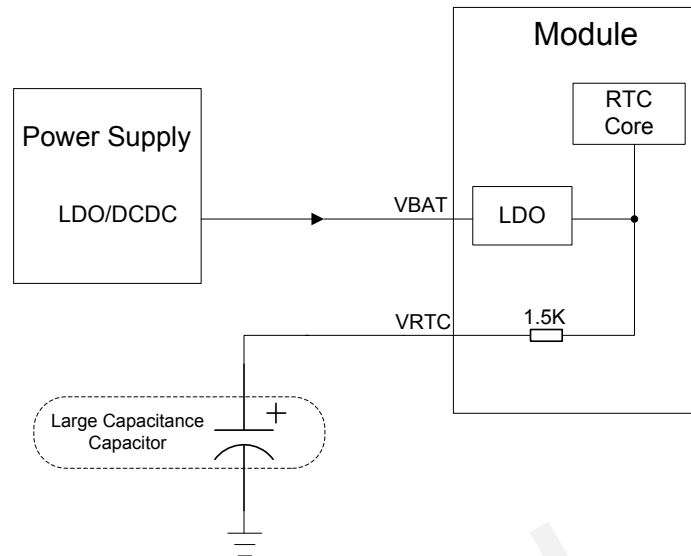 Module
RTC
Core
Power Supply
LDO/DCDC
VBAT
LDO
VRTC
1.5K
Large Capacitance
Capacitor
+